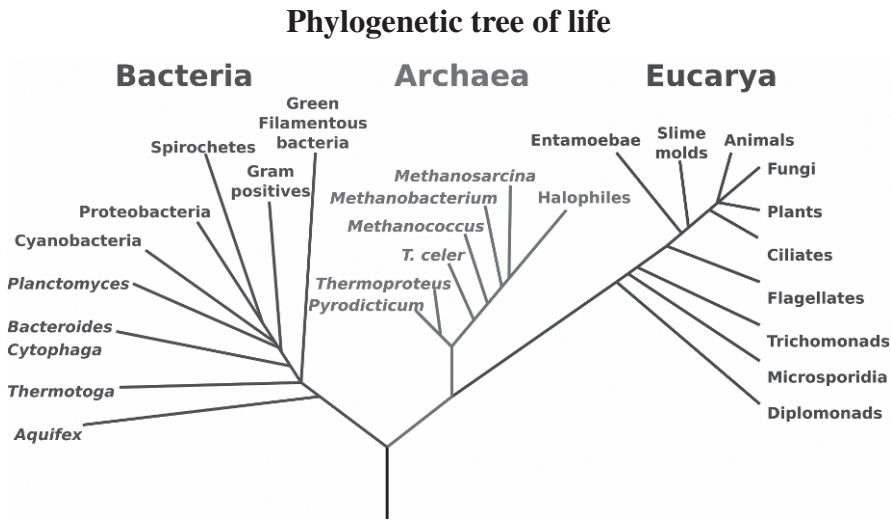 Phylogenetic tree of life
Bacteria
Archaea
Eucarya
Green
Filamentous
bacteria
Spirochetes
Gram
positives
Proteobacteria
Cyanobacteria
Planctomyces
Bacteroides
Cytophaga
Thermotoga
Aquifex
Methanosarcina
Methanobacterium
Halophiles
Methanococcus
T. celer
Thermoproteus
Pyrodicticum
Entamoebae
Slime
molds
Animals
Fungi
Plants
Ciliates
Flagellates
Trichomonads
Microsporidia
Diplomonads